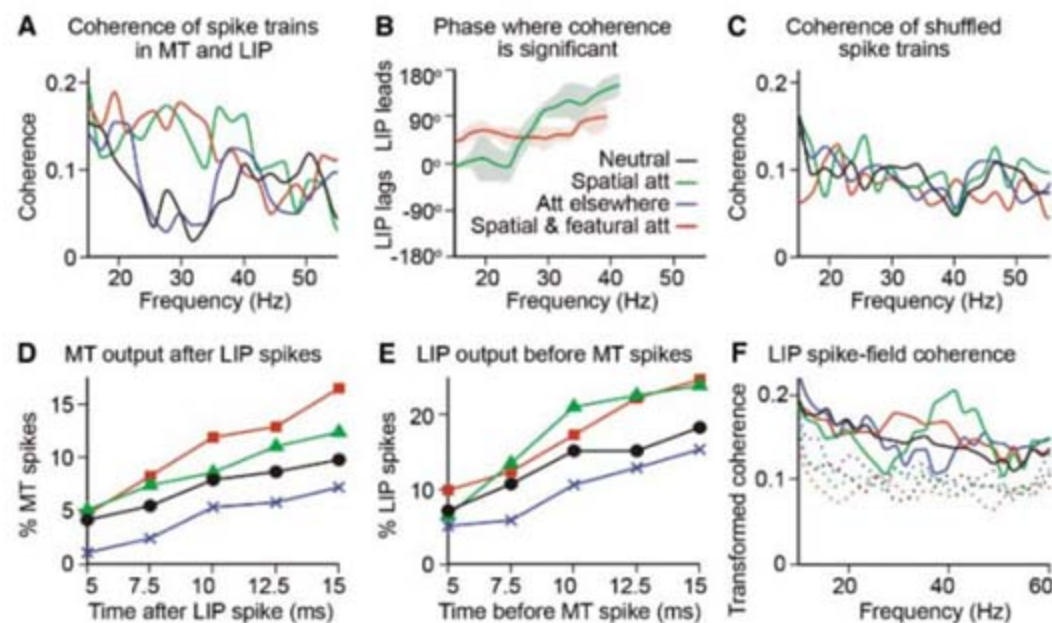 A Coherence of spike trains
in MT and LIP
0.2
0.1
0
Coherence
20 30 40 50
Frequency (Hz)
B Phase where coherence
is significant
180°
90°
0°
-90°
-180°
LIP lags LIP leads
Neutral
Spatial att
Att elsewhere
Spatial & featural att
20 30 40 50
Frequency (Hz)
C Coherence of shuffled
spike trains
0.2
0.1
0
Coherence
20 30 40 50
Frequency (Hz)
D MT output after LIP spikes
15
10
5
0
% MT spikes
5 7.5 10 12.5 15
Time after LIP spike (ms)
E LIP output before MT spikes
20
10
0
% LIP spikes
5 7.5 10 12.5 15
Time before MT spike (ms)
F LIP spike-field coherence
0.2
0.1
0
Transformed coherence
20 40 60
Frequency (Hz)